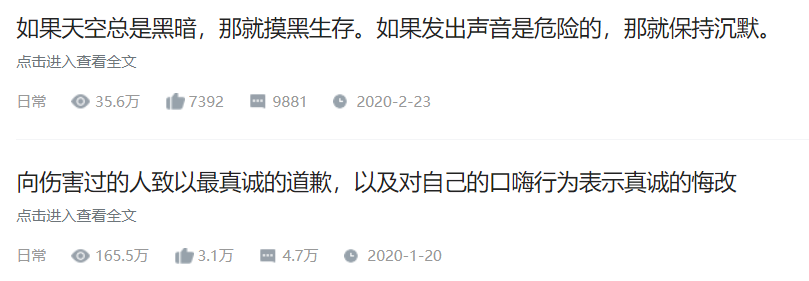 如果天空总是黑暗，那就摸黑生存。如果发出声音是危险的，那就保持沉默。
点击进入查看全文
日常 35.6万 7392 9881 2020-2-23
向伤害过的人致以最真诚的道歉，以及对自己的口嗨行为表示真诚的悔改
点击进入查看全文
日常 165.5万 3.1万 4.7万 2020-1-20